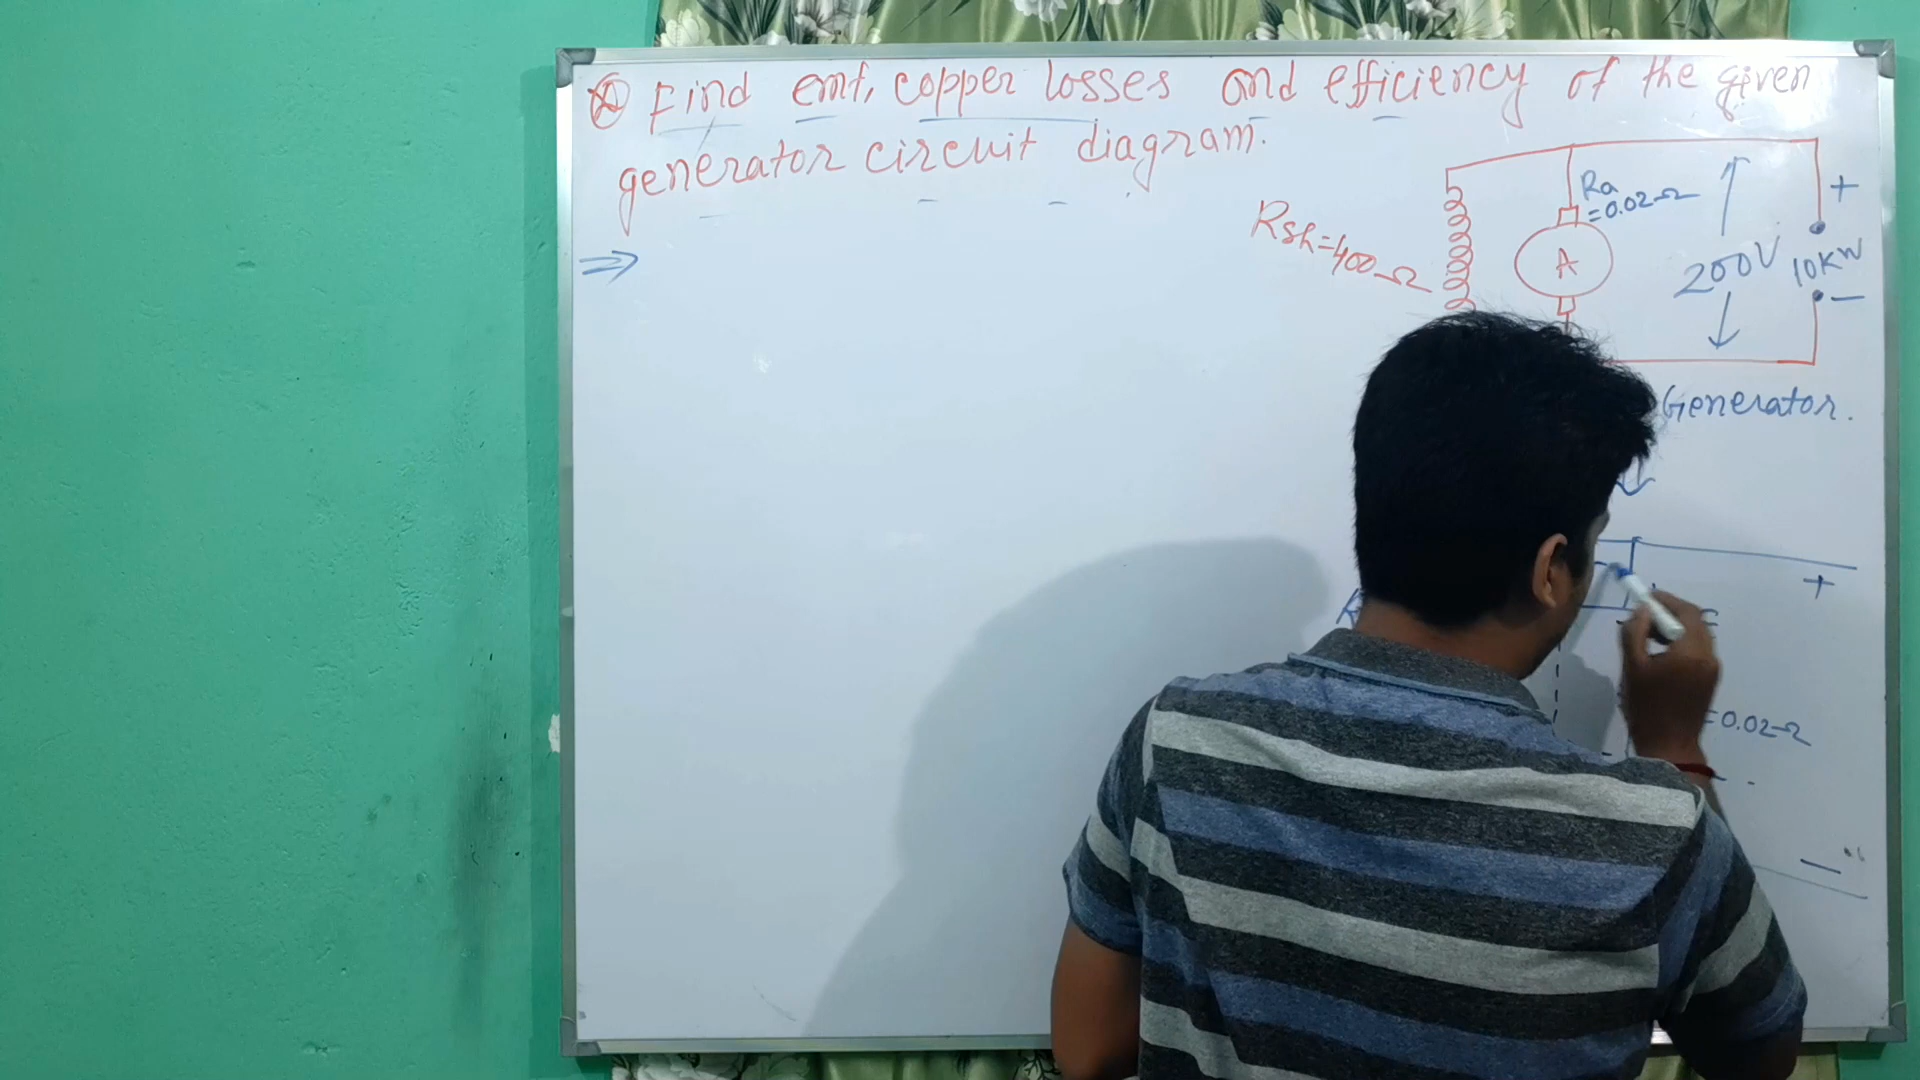 Find emf, copper losses and efficiency of the given
generator circuit diagram.
Ra
=0.02Ω
+
Rsh=400Ω
A
200V
10KW
−
Generator.
+
=0.02Ω
−